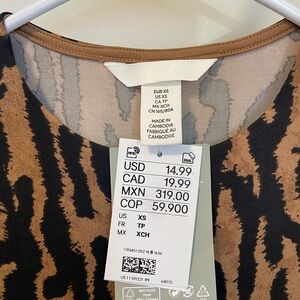 EUR XS
US XS
CA TP
MX XCH
CN 160/80A
MADE IN
CAMBODIA
FABRIQUÉ AU
CAMBODGE
USD 14.99
CAD 19.99
MXN 319.00
COP 59.900
US XS
FR TP
MX XCH
64072